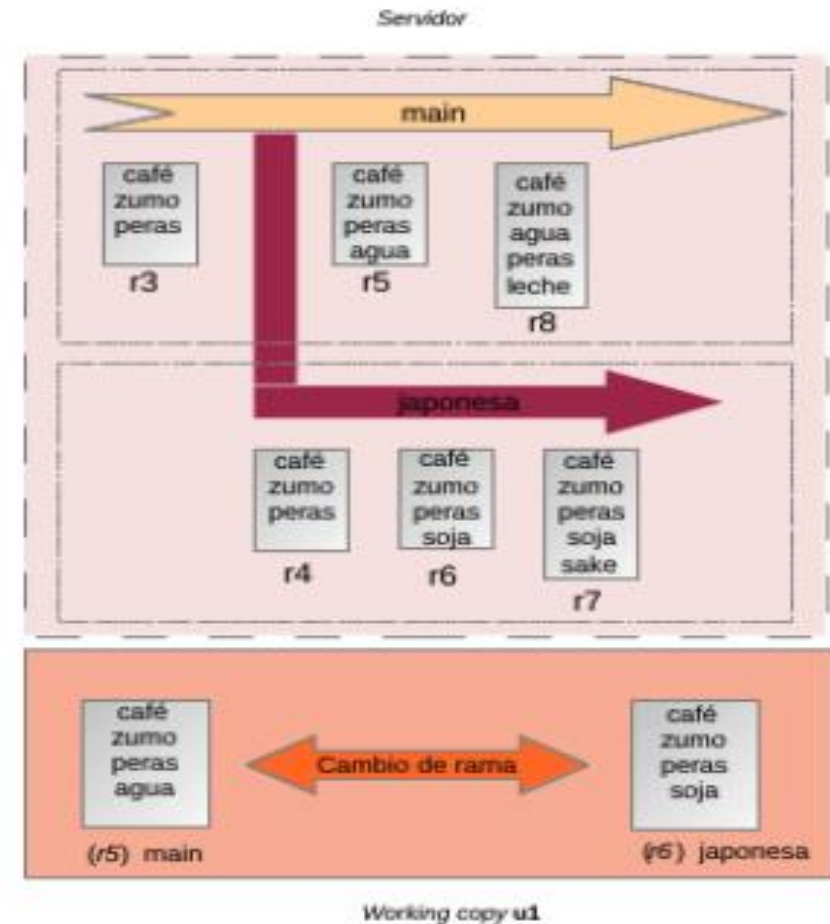 Servidor
main
café
zumo
peras
r3
café
zumo
peras
agua
r5
café
zumo
agua
peras
leche
r8
japonesa
café
zumo
peras
r4
café
zumo
peras
soja
r6
café
zumo
peras
soja
sake
r7
café
zumo
peras
agua
(r5) main
Cambio de rama
café
zumo
peras
soja
(r6) japonesa
Working copy u1